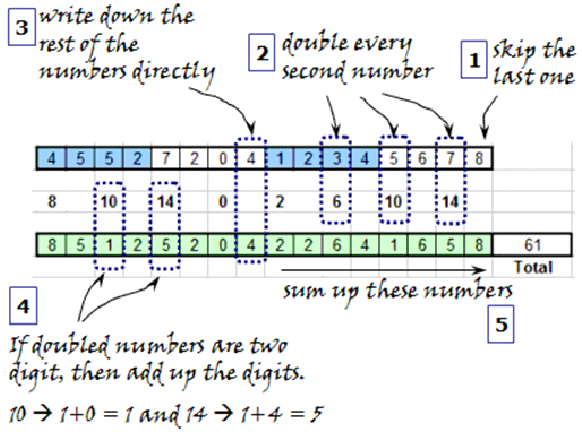 3 write down the
rest of the
numbers directly
2 double every
second number
1 skip the
last one
4 5 5 2 7 2 0 4 1 2 3 4 5 6 7 8
8 10 14 0 2 6 10 14
8 5 1 2 5 2 0 4 2 2 6 4 1 6 5 8 61
Total
sum up these numbers
5
4
If doubled numbers are two
digit, then add up the digits.
10 → 1+0 = 1 and 14 → 1+4 = 5